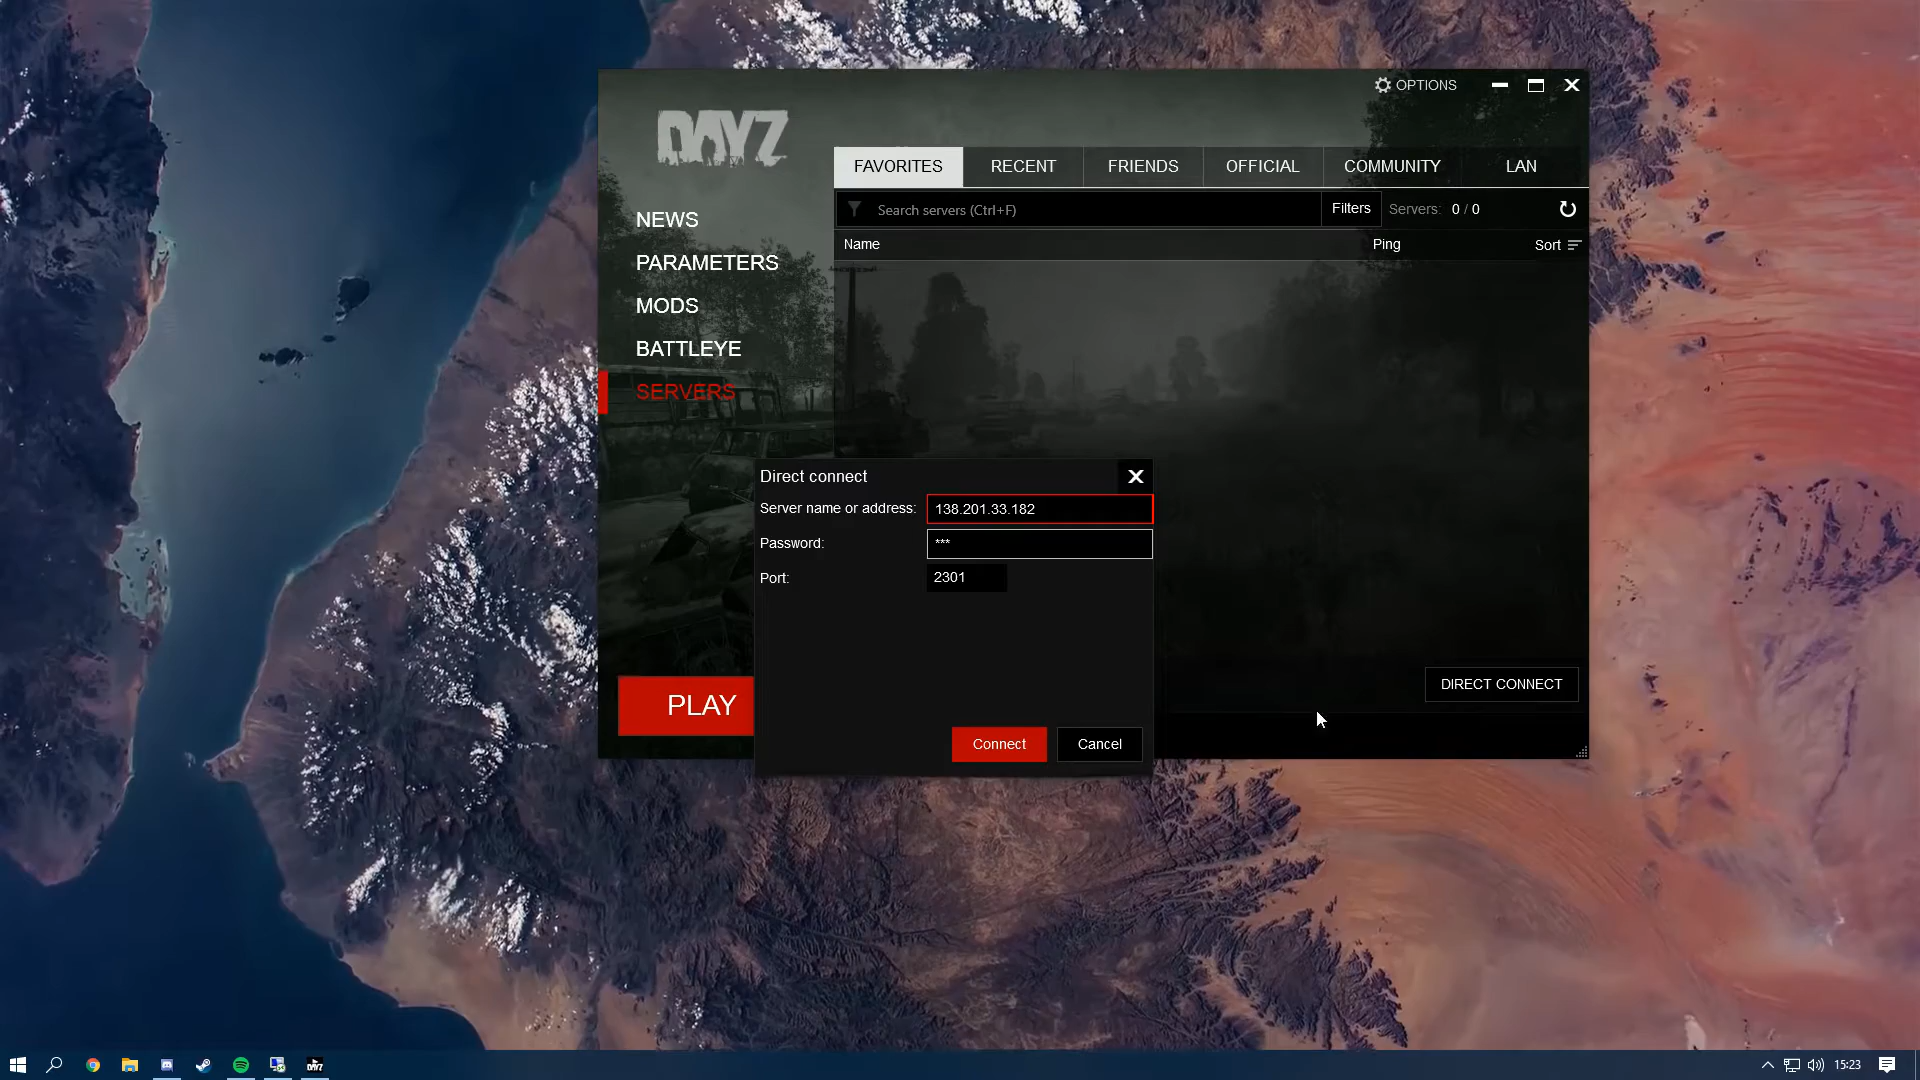 OPTIONS
DAYZ
FAVORITES RECENT FRIENDS OFFICIAL COMMUNITY LAN
Search servers (Ctrl+F) Filters Servers: 0 / 0
Name Ping Sort
NEWS
PARAMETERS
MODS
BATTLEYE
SERVERS
Direct connect
Server name or address: 138.201.33.182
Password: ***
Port: 2301
PLAY
DIRECT CONNECT
Connect Cancel
DAYZ
15:23